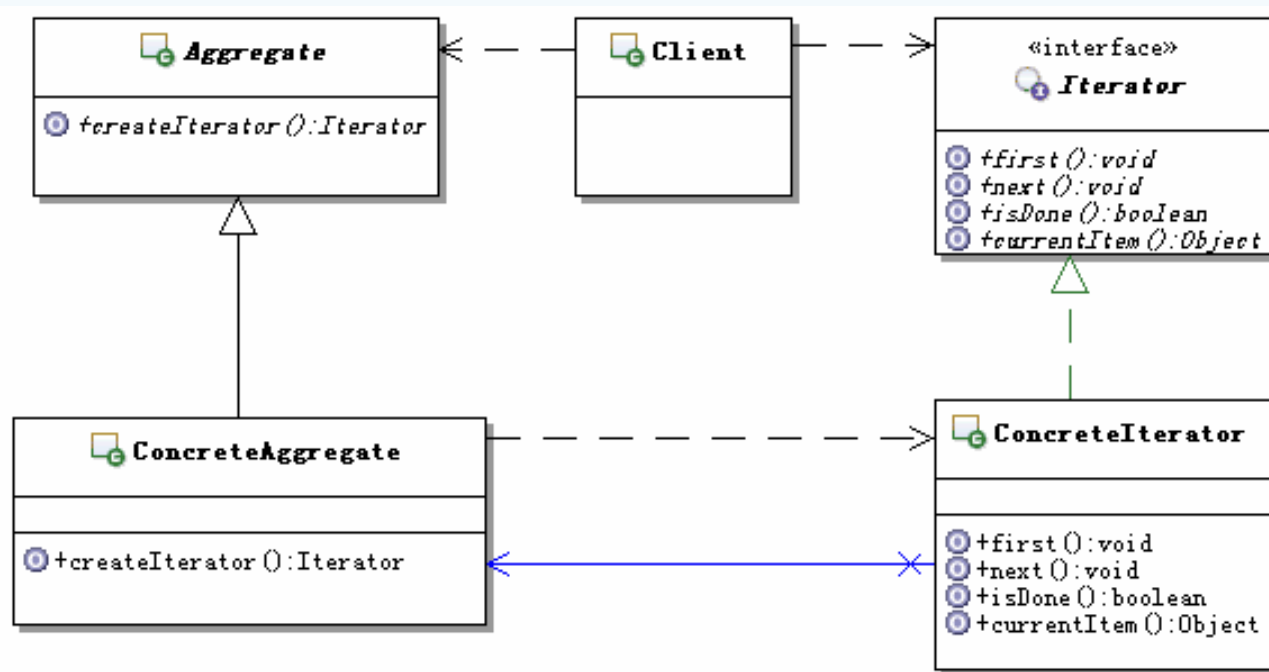 Aggregate
+createIterator():Iterator
Client
«interface»
Iterator
+first():void
+next():void
+isDone():boolean
+currentItem():Object
ConcreteAggregate
+createIterator():Iterator
ConcreteIterator
+first():void
+next():void
+isDone():boolean
+currentItem():Object